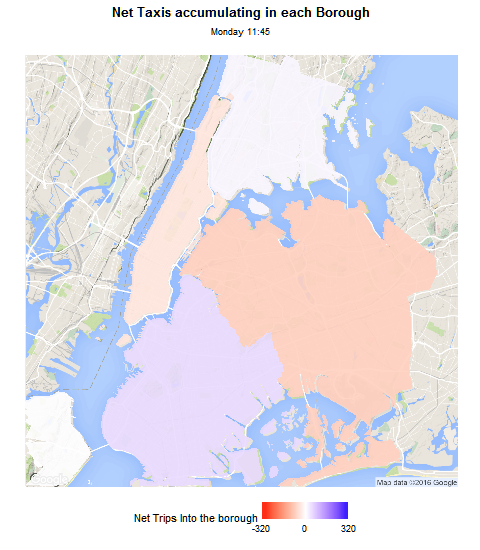 Net Taxis accumulating in each Borough
Monday 11:45
Map data ©2016 Google
Net Trips Into the borough
-320 0 320